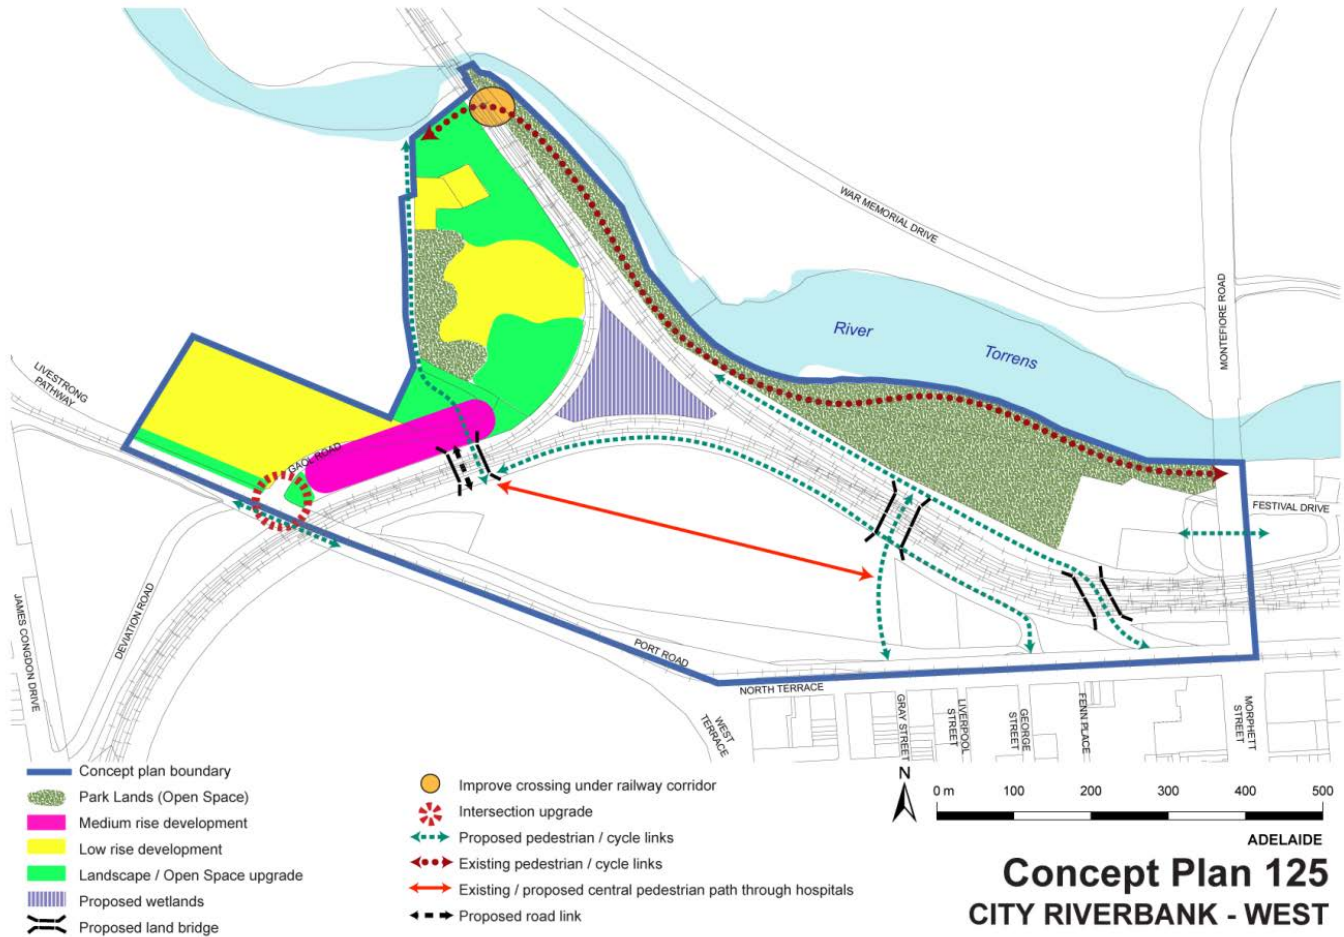 WAR MEMORIAL DRIVE
MONTEFIORE ROAD
River
Torrens
LIVESTRONG
PATHWAY
GAOL ROAD
FESTIVAL DRIVE
JAMES CONGDON DRIVE
DEVIATION ROAD
PORT ROAD
NORTH TERRACE
WEST
TERRACE
GRAY STREET
LIVERPOOL
STREET
GEORGE
STREET
FENN PLACE
MORPHETT
STREET
Concept plan boundary
Park Lands (Open Space)
Medium rise development
Low rise development
Landscape / Open Space upgrade
Proposed wetlands
Proposed land bridge
Improve crossing under railway corridor
Intersection upgrade
Proposed pedestrian / cycle links
Existing pedestrian / cycle links
Existing / proposed central pedestrian path through hospitals
Proposed road link
N
0 m 100 200 300 400 500
ADELAIDE
Concept Plan 125
CITY RIVERBANK - WEST